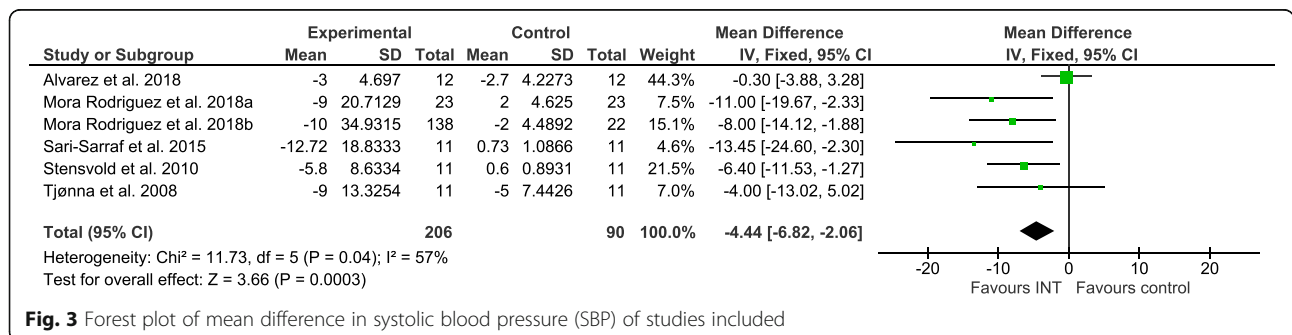 Experimental Control Mean Difference Mean Difference
Study or Subgroup Mean SD Total Mean SD Total Weight IV, Fixed, 95% CI IV, Fixed, 95% CI
Alvarez et al. 2018 -3 4.697 12 -2.7 4.2273 12 44.3% -0.30 [-3.88, 3.28]
Mora Rodriguez et al. 2018a -9 20.7129 23 2 4.625 23 7.5% -11.00 [-19.67, -2.33]
Mora Rodriguez et al. 2018b -10 34.9315 138 -2 4.4892 22 15.1% -8.00 [-14.12, -1.88]
Sari-Sarraf et al. 2015 -12.72 18.8333 11 0.73 1.0866 11 4.6% -13.45 [-24.60, -2.30]
Stensvold et al. 2010 -5.8 8.6334 11 0.6 0.8931 11 21.5% -6.40 [-11.53, -1.27]
Tjønna et al. 2008 -9 13.3254 11 -5 7.4426 11 7.0% -4.00 [-13.02, 5.02]
Total (95% CI) 206 90 100.0% -4.44 [-6.82, -2.06]
Heterogeneity: Chi² = 11.73, df = 5 (P = 0.04); I² = 57%
Test for overall effect: Z = 3.66 (P = 0.0003)
-20 -10 0 10 20
Favours INT Favours control
Fig. 3 Forest plot of mean difference in systolic blood pressure (SBP) of studies included